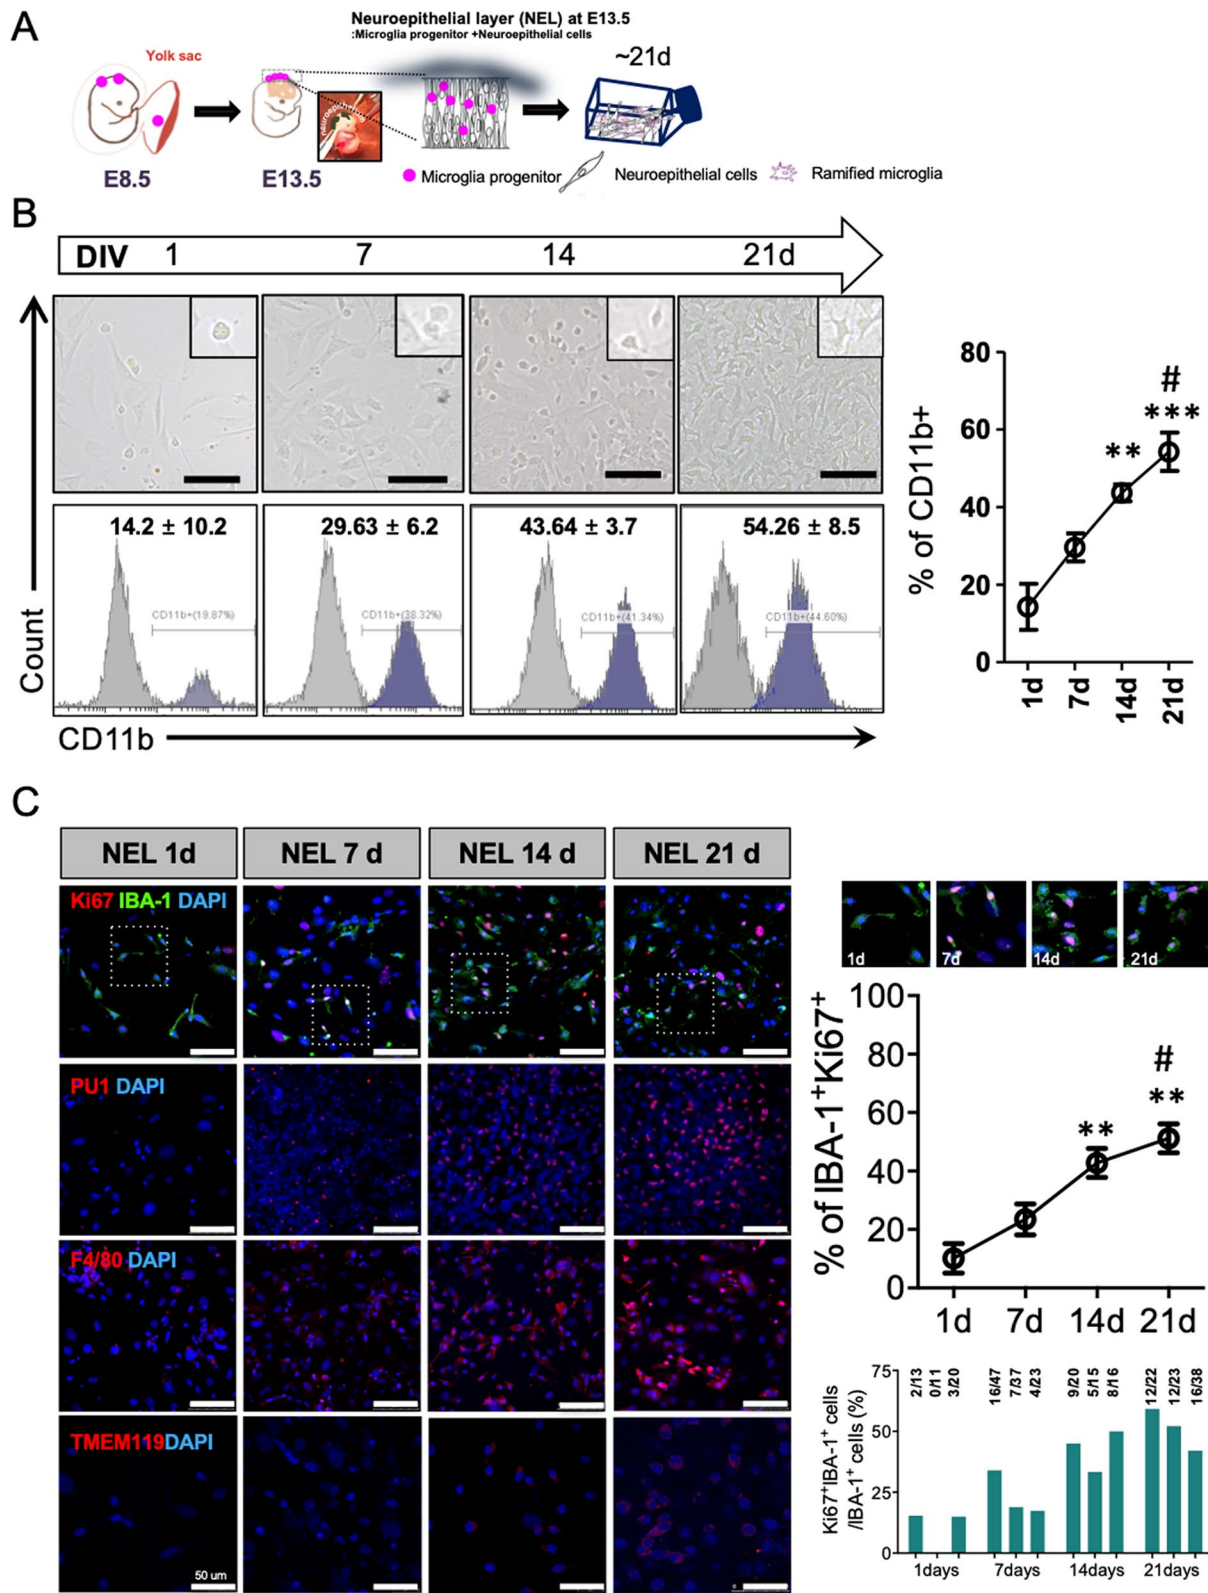 A
Neuroepithelial layer (NEL) at E13.5
:Microglia progenitor +Neuroepithelial cells
Yolk sac
~21d
E8.5
E13.5
Microglia progenitor
Neuroepithelial cells
Ramified microglia
B
DIV 1 7 14 21d
Count
14.2 ± 10.2
29.63 ± 6.2
43.64 ± 3.7
54.26 ± 8.5
CD11b+(19.87%)
CD11b+(38.32%)
CD11b+(41.34%)
CD11b+(44.60%)
CD11b
% of CD11b+
80
60
40
20
0
#
***
**
1d 7d 14d 21d
C
NEL 1d
NEL 7 d
NEL 14 d
NEL 21 d
Ki67 IBA-1 DAPI
PU1 DAPI
F4/80 DAPI
TMEM119DAPI
50 um
1d
7d
14d
21d
% of IBA-1+Ki67+
100
80
60
40
20
0
#
**
**
1d 7d 14d 21d
Ki67+IBA-1+ cells
/IBA-1+ cells (%)
75
50
25
0
2/13
0/11
3/20
16/47
7/37
4/23
9/20
5/15
8/16
12/22
12/23
16/38
1days 7days 14days 21days